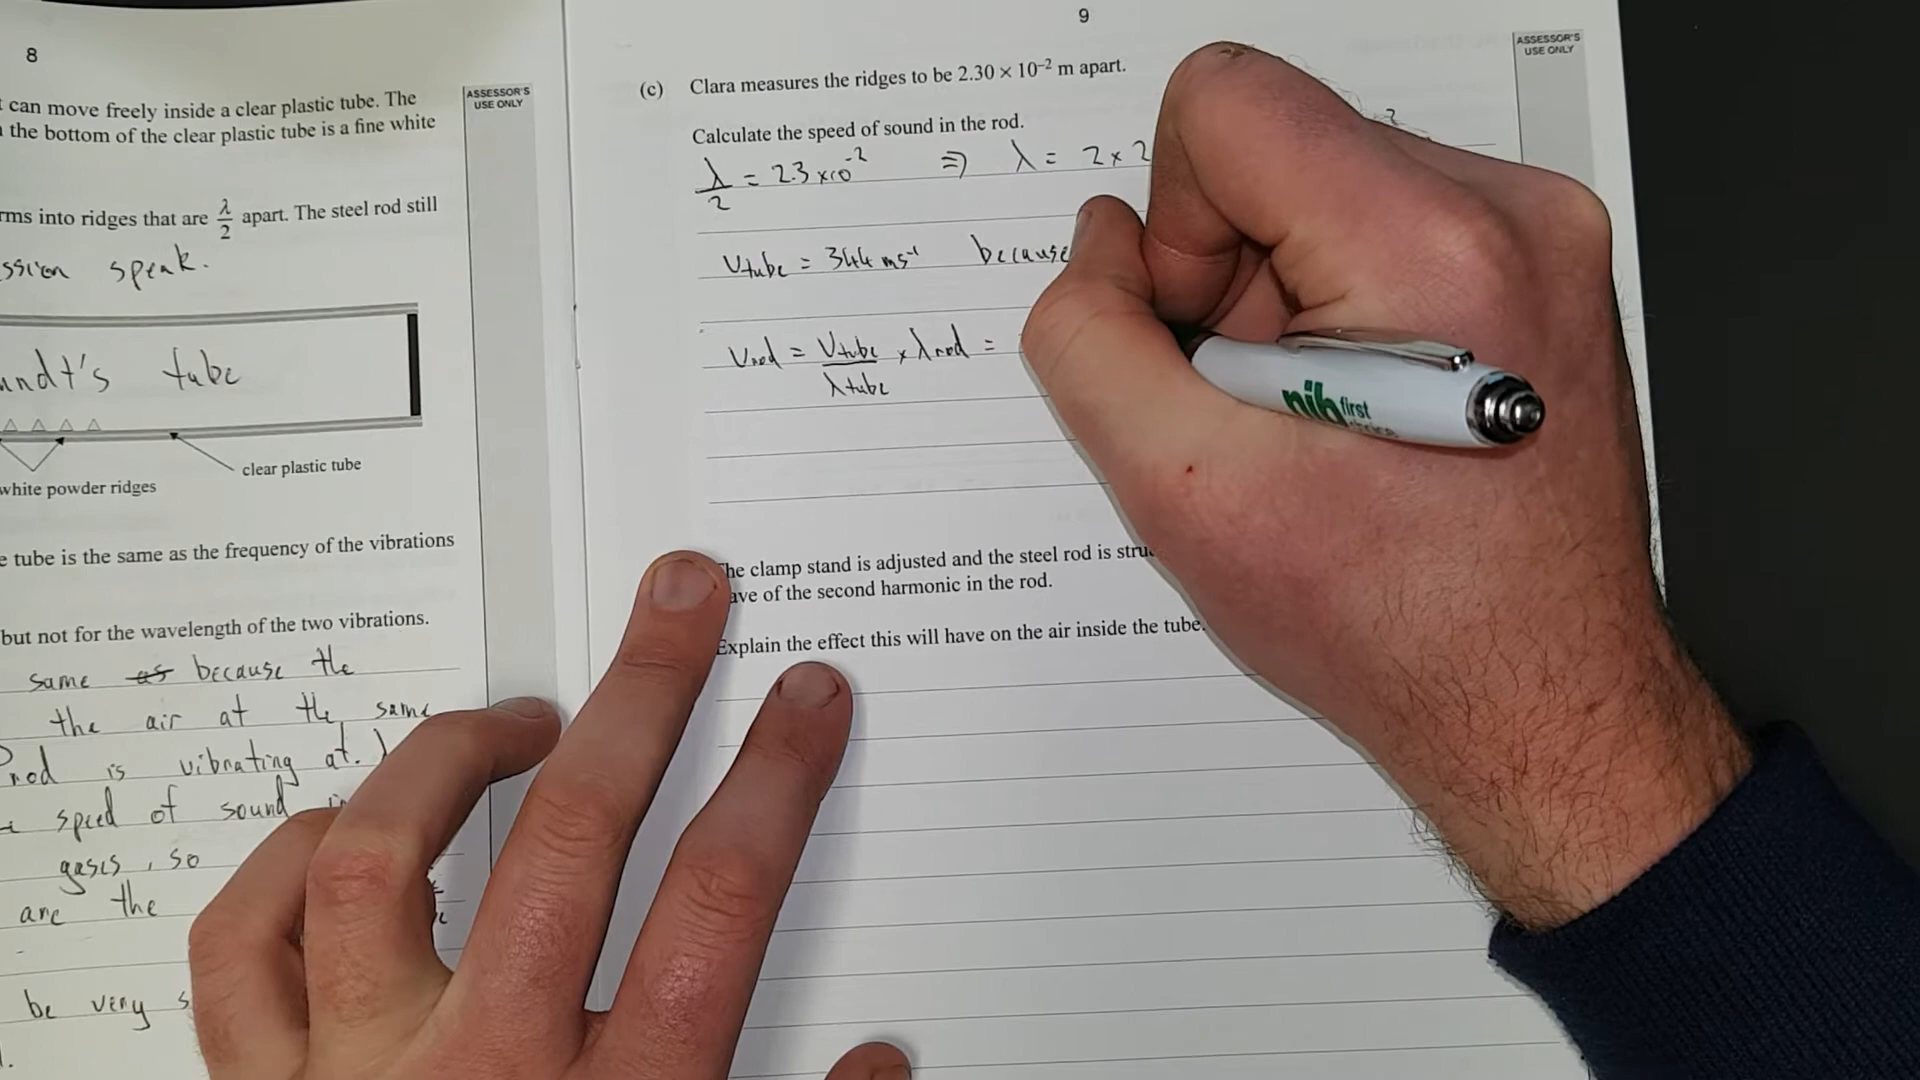 8
ASSESSOR'S
USE ONLY
can move freely inside a clear plastic tube. The
the bottom of the clear plastic tube is a fine white
rms into ridges that are λ/2 apart. The steel rod still
ssion speak.
undt's tube
clear plastic tube
white powder ridges
e tube is the same as the frequency of the vibrations
but not for the wavelength of the two vibrations.
same as because the
the air at the same
rod is vibrating at.
speed of sound in
gases, so
are the
be very s
9
ASSESSOR'S
USE ONLY
(c) Clara measures the ridges to be 2.30 × 10⁻² m apart.
Calculate the speed of sound in the rod.
λ/2 = 2.3 × 10⁻² ⇒ λ = 2 × 2
Vtube = 344 ms⁻¹ because
Vrod = Vtube/λtube × λrod =
he clamp stand is adjusted and the steel rod is stru
ave of the second harmonic in the rod.
Explain the effect this will have on the air inside the tube.
nib first